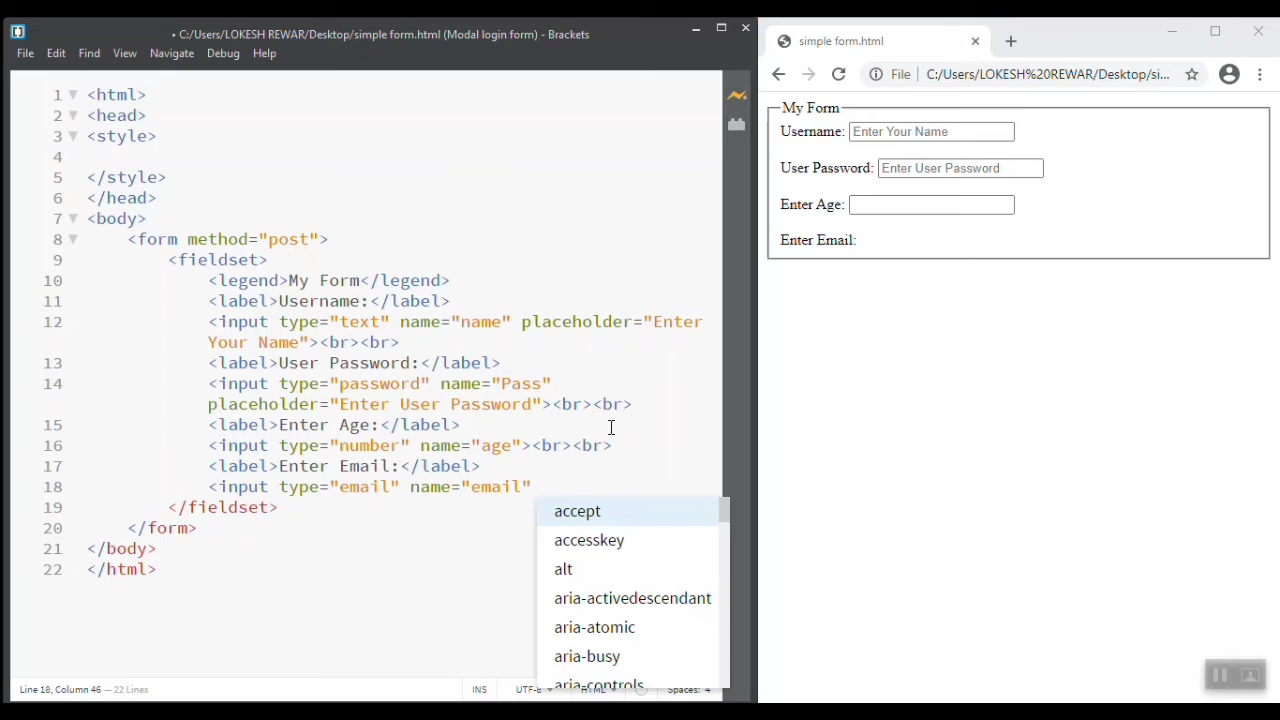 • C:/Users/LOKESH REWAR/Desktop/simple form.html (Modal login form) - Brackets
File Edit Find View Navigate Debug Help
1 <html>
2 <head>
3 <style>
4
5 </style>
6 </head>
7 <body>
8 <form method="post">
9 <fieldset>
10 <legend>My Form</legend>
11 <label>Username:</label>
12 <input type="text" name="name" placeholder="Enter
Your Name"><br><br>
13 <label>User Password:</label>
14 <input type="password" name="Pass"
placeholder="Enter User Password"><br><br>
15 <label>Enter Age:</label>
16 <input type="number" name="age"><br><br>
17 <label>Enter Email:</label>
18 <input type="email" name="email"
19 </fieldset>
20 </form>
21 </body>
22 </html>
accept
accesskey
alt
aria-activedescendant
aria-atomic
aria-busy
aria-controls
Line 18, Column 46 — 22 Lines
INS UTF-8 HTML Spaces: 4
simple form.html
File C:/Users/LOKESH%20REWAR/Desktop/si...
My Form
Username: Enter Your Name
User Password: Enter User Password
Enter Age:
Enter Email: